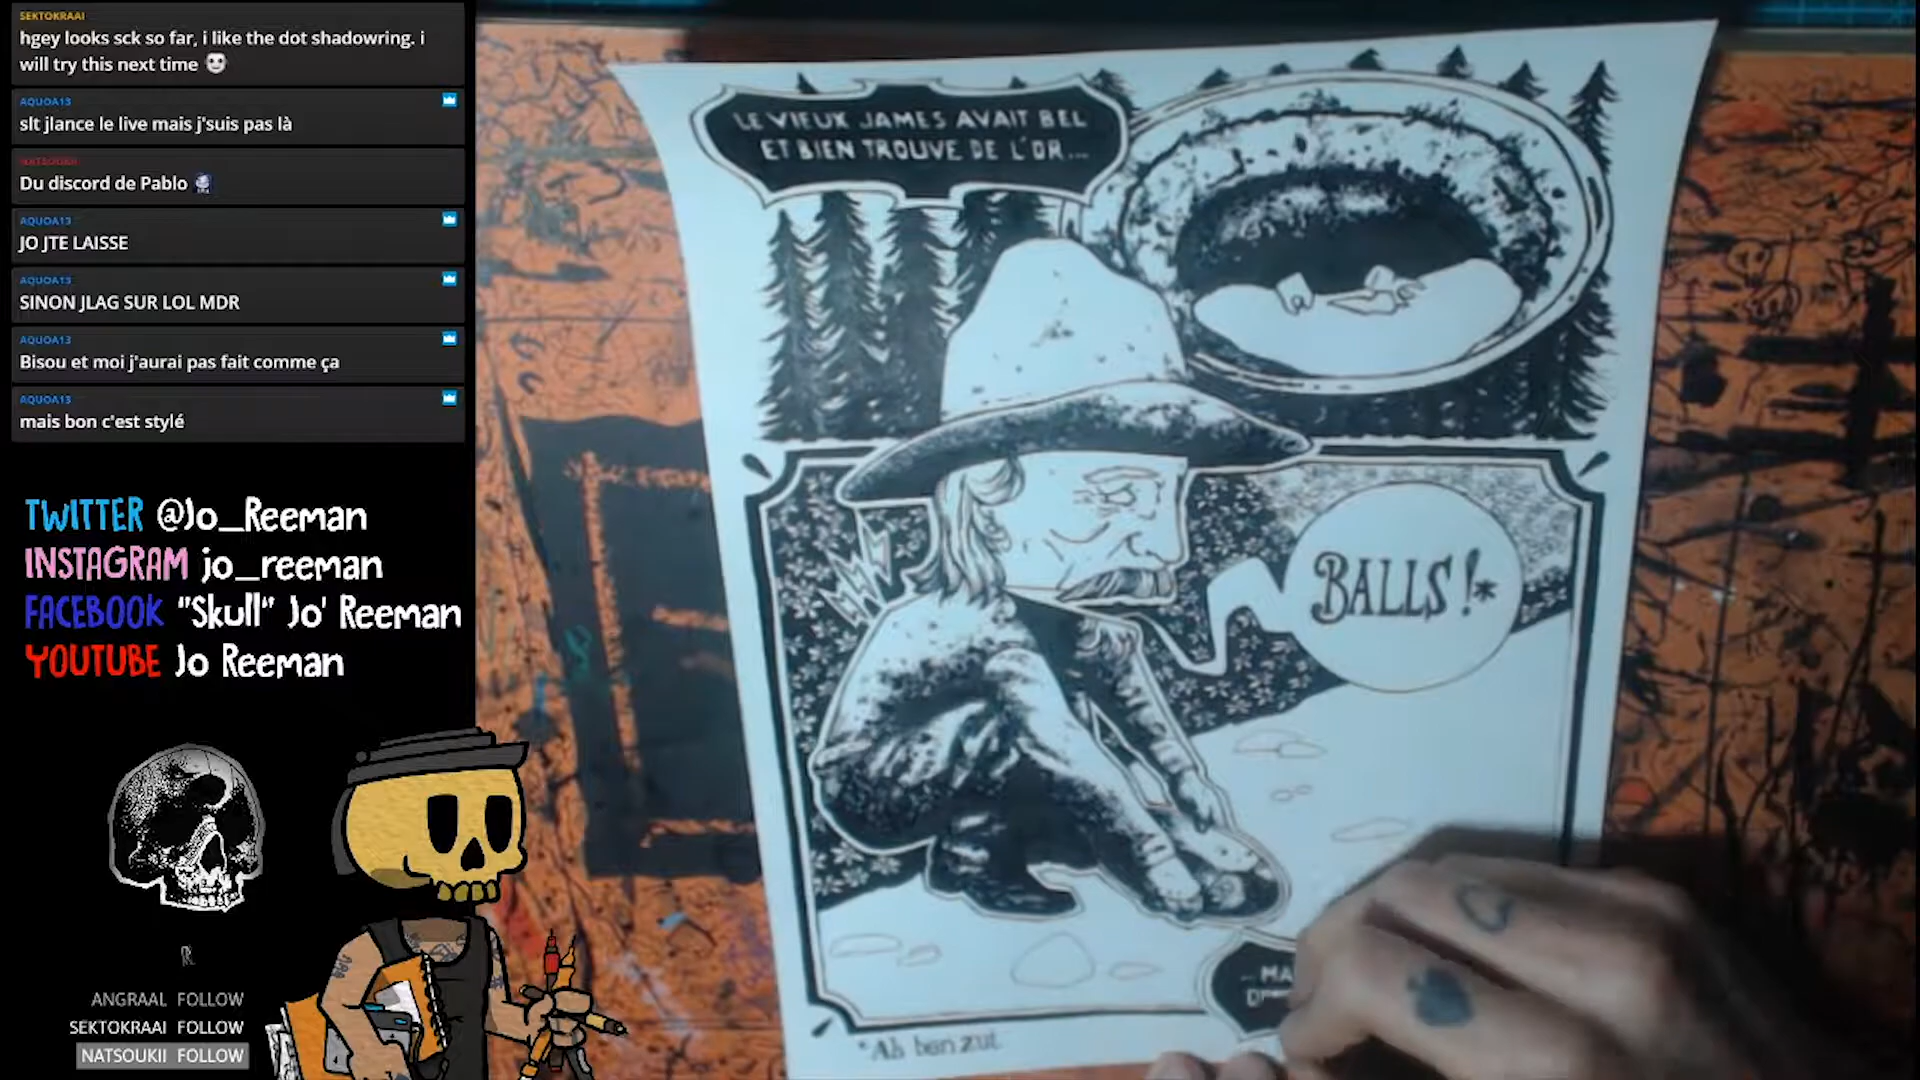 SEKTOKRAAI
hgey looks sck so far, i like the dot shadowring. i
will try this next time
AQUOA13
slt jlance le live mais j'suis pas là
NATSOUKII
Du discord de Pablo
AQUOA13
JO JTE LAISSE
AQUOA13
SINON JLAG SUR LOL MDR
AQUOA13
Bisou et moi j'aurai pas fait comme ça
AQUOA13
mais bon c'est stylé
TWITTER @Jo_Reeman
INSTAGRAM jo_reeman
FACEBOOK "Skull" Jo' Reeman
YOUTUBE Jo Reeman
ANGRAAL FOLLOW
SEKTOKRAAI FOLLOW
NATSOUKII FOLLOW
LE VIEUX JAMES AVAIT BEL
ET BIEN TROUVE DE L'OR...
BALLS !*
... MA
*Ah ben zut.